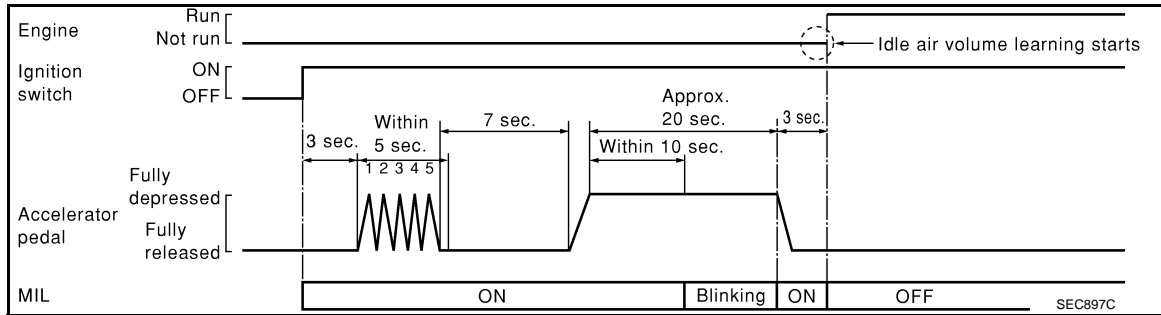 Engine
Run
Not run
Idle air volume learning starts
Ignition
switch
ON
OFF
3 sec.
Within
5 sec.
1 2 3 4 5
7 sec.
Approx.
20 sec.
Within 10 sec.
3 sec.
Accelerator
pedal
Fully
depressed
Fully
released
MIL
ON
Blinking
ON
OFF
SEC897C